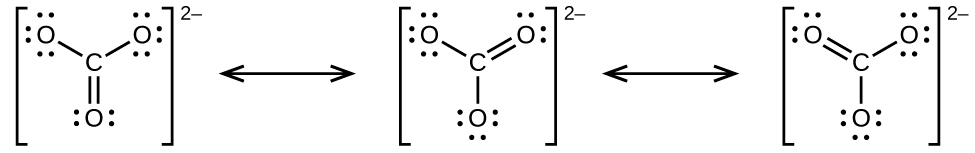 2– 2– 2–
O O O O O O
C C C
O O O